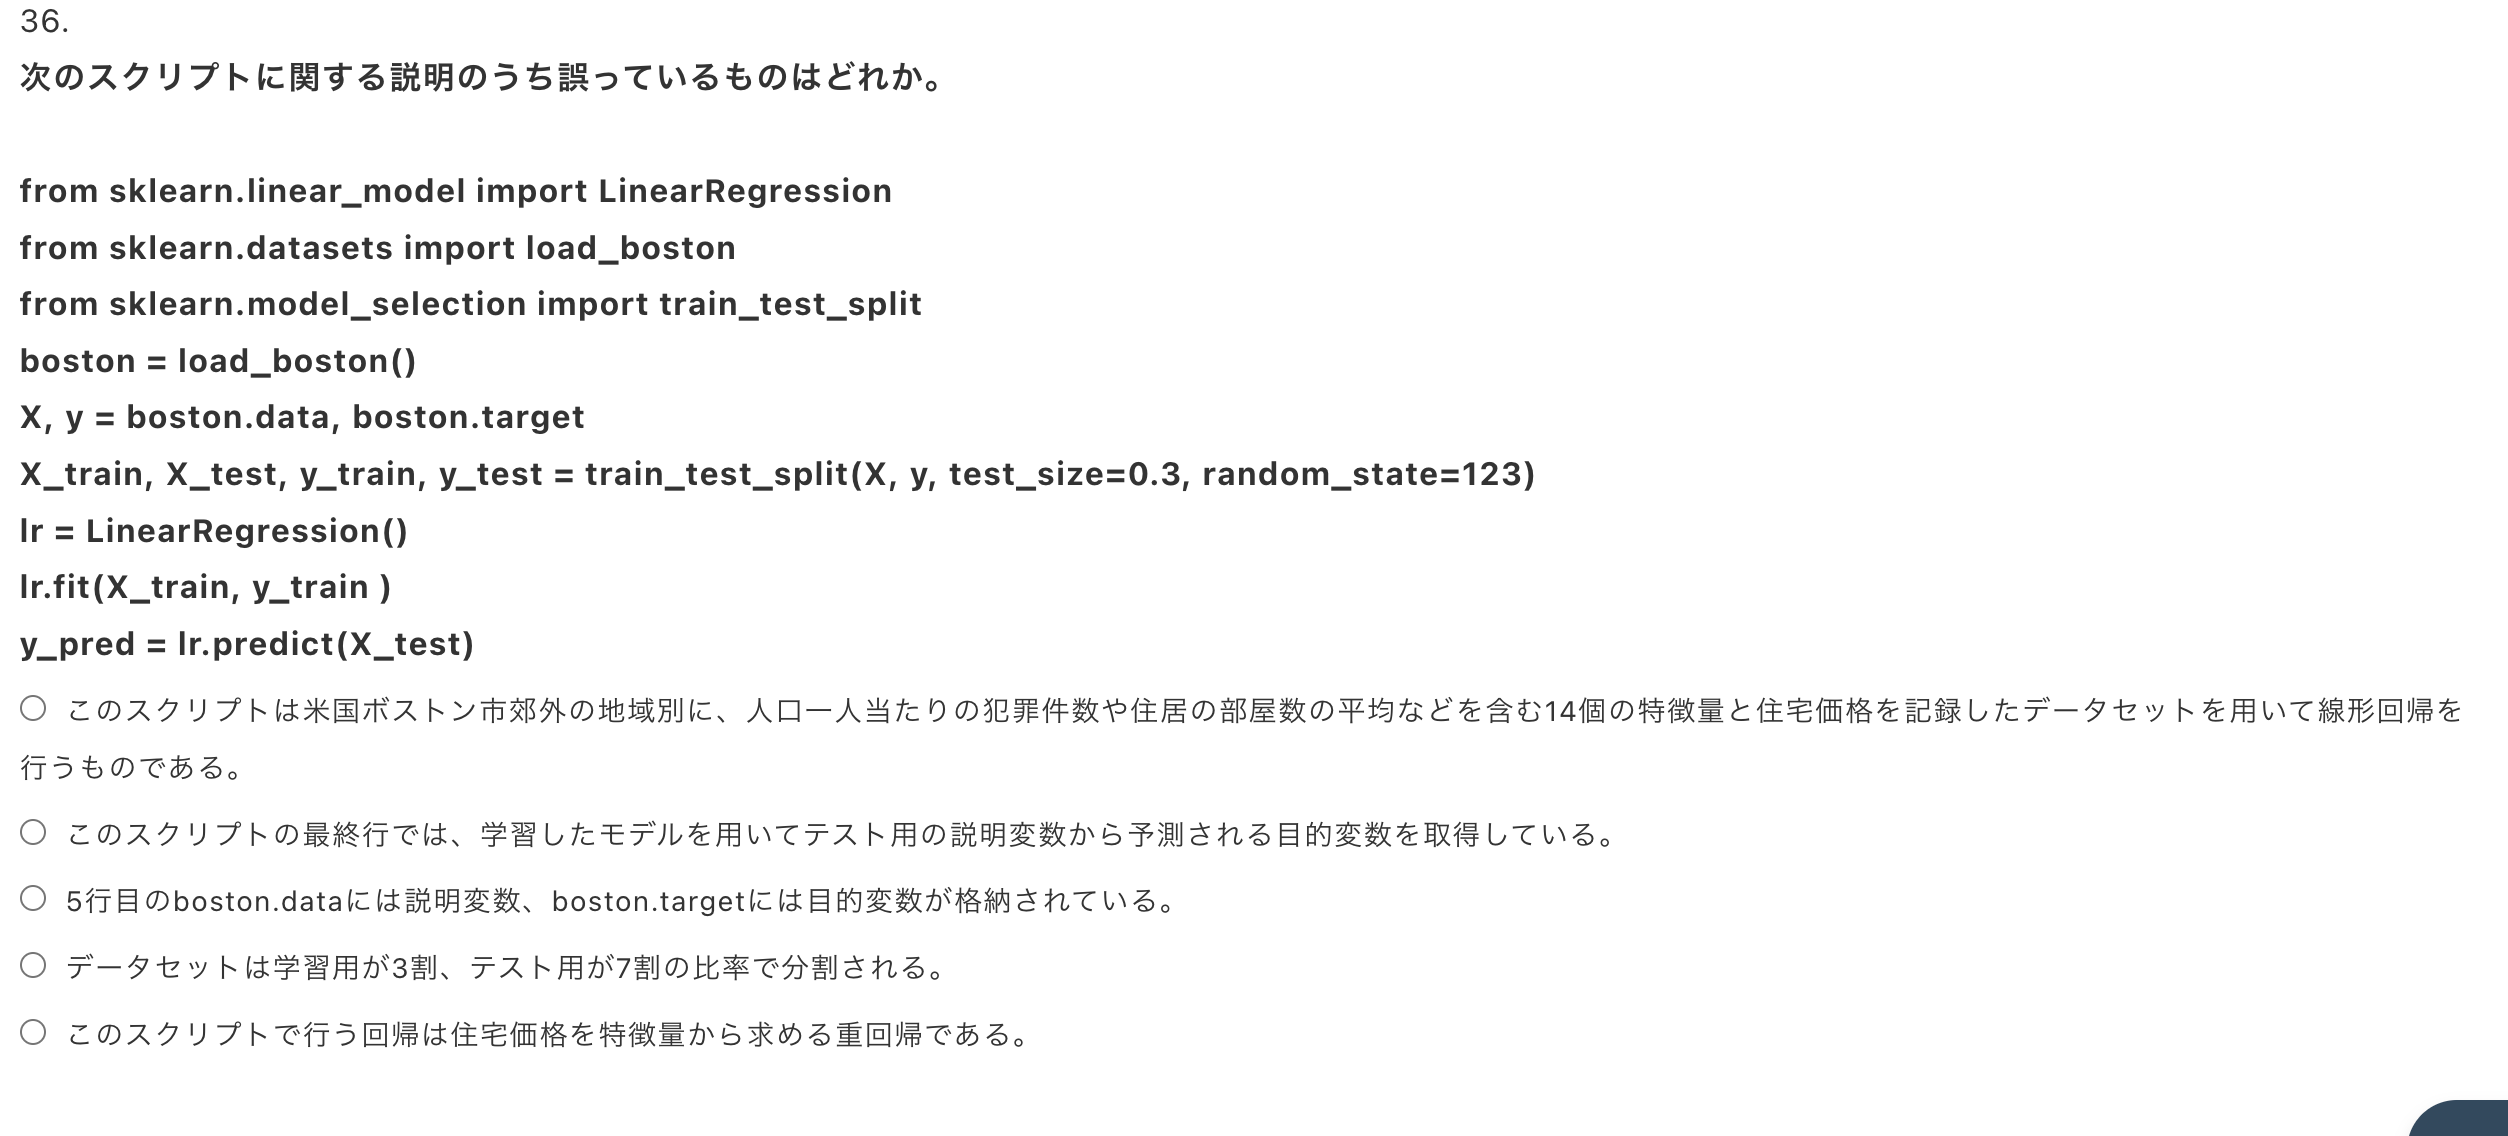 36.
次のスクリプトに関する説明のうち誤っているものはどれか。
from sklearn.linear_model import LinearRegression
from sklearn.datasets import load_boston
from sklearn.model_selection import train_test_split
boston = load_boston()
X, y = boston.data, boston.target
X_train, X_test, y_train, y_test = train_test_split(X, y, test_size=0.3, random_state=123)
lr = LinearRegression()
lr.fit(X_train, y_train )
y_pred = lr.predict(X_test)
このスクリプトは米国ボストン市郊外の地域別に、人口一人当たりの犯罪件数や住居の部屋数の平均などを含む14個の特徴量と住宅価格を記録したデータセットを用いて線形回帰を
行うものである。
このスクリプトの最終行では、学習したモデルを用いてテスト用の説明変数から予測される目的変数を取得している。
5行目のboston.dataには説明変数、boston.targetには目的変数が格納されている。
データセットは学習用が3割、テスト用が7割の比率で分割される。
このスクリプトで行う回帰は住宅価格を特徴量から求める重回帰である。